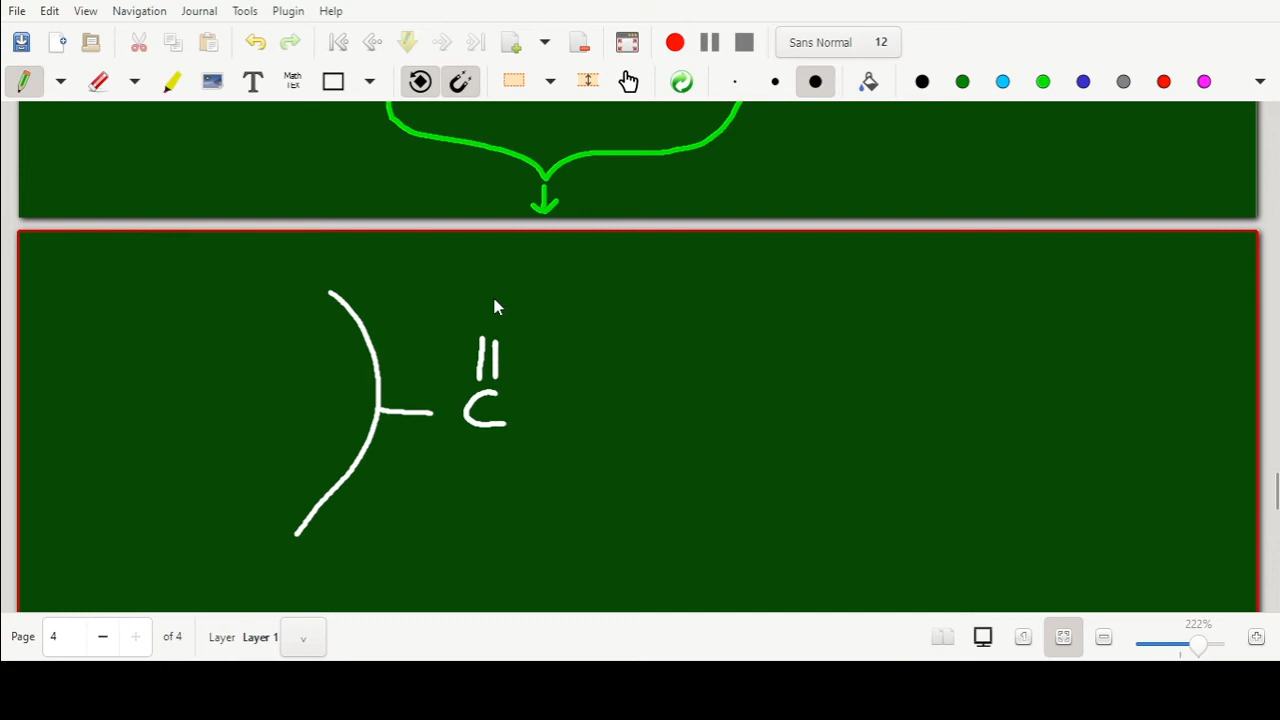 File Edit View Navigation Journal Tools Plugin Help
Sans Normal 12
T Math TEX
C
Page 4 of 4 Layer Layer 1 222%